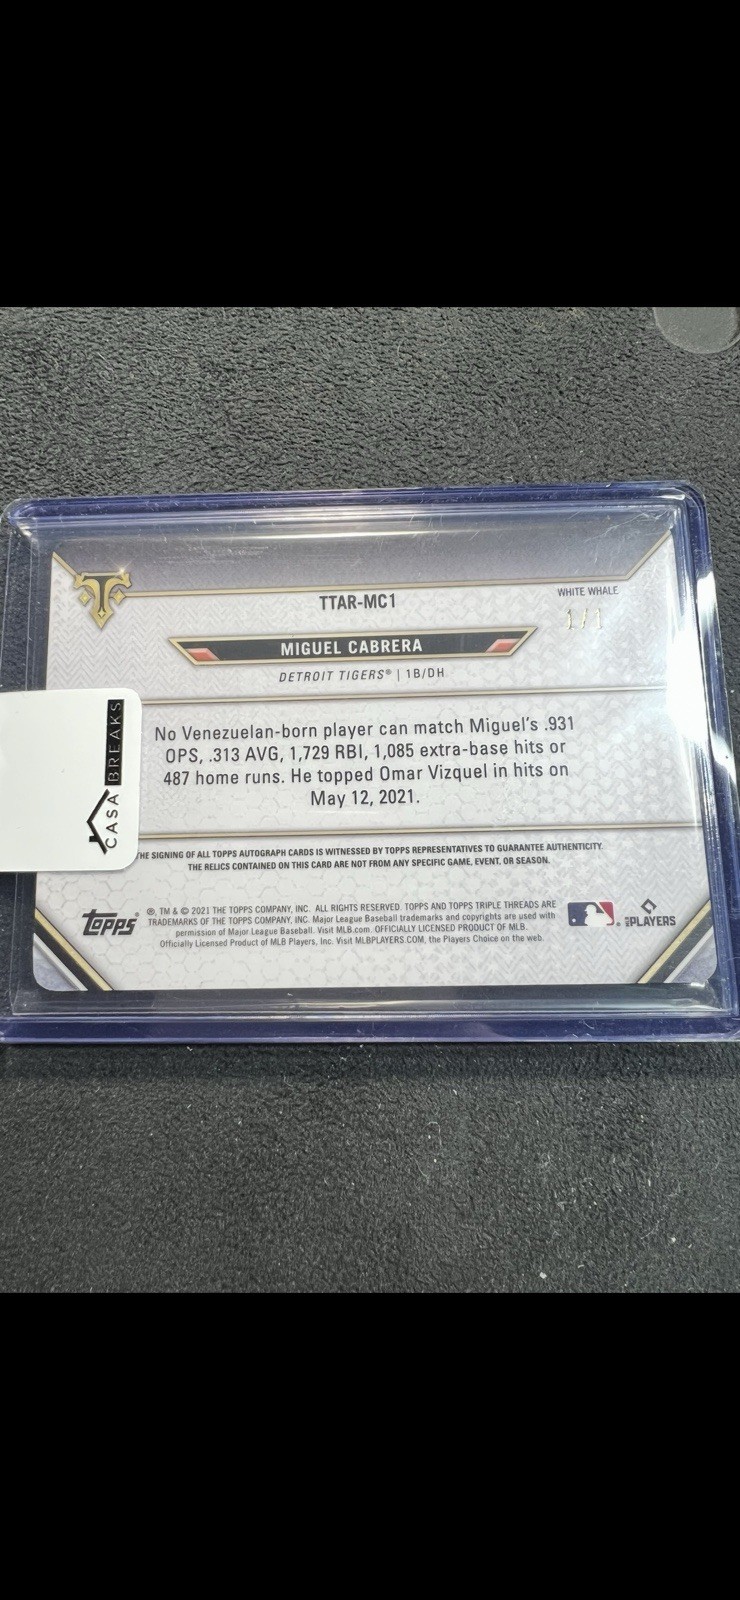 TTAR-MC1
WHITE WHALE
1/1
MIGUEL CABRERA
DETROIT TIGERS® | 1B/DH
No Venezuelan-born player can match Miguel's .931
OPS, .313 AVG, 1,729 RBI, 1,085 extra-base hits or
487 home runs. He topped Omar Vizquel in hits on
May 12, 2021.
CASA BREAKS
THE SIGNING OF ALL TOPPS AUTOGRAPH CARDS IS WITNESSED BY TOPPS REPRESENTATIVES TO GUARANTEE AUTHENTICITY.
THE RELICS CONTAINED ON THIS CARD ARE NOT FROM ANY SPECIFIC GAME, EVENT, OR SEASON.
Topps®
®, TM & © 2021 THE TOPPS COMPANY, INC. ALL RIGHTS RESERVED. TOPPS AND TOPPS TRIPLE THREADS ARE
TRADEMARKS OF THE TOPPS COMPANY, INC. Major League Baseball trademarks and copyrights are used with
permission of Major League Baseball. Visit MLB.com. OFFICIALLY LICENSED PRODUCT OF MLB
Officially Licensed Product of MLB Players, Inc. Visit MLBPLAYERS.COM, the Players Choice on the web.
MLB PLAYERS